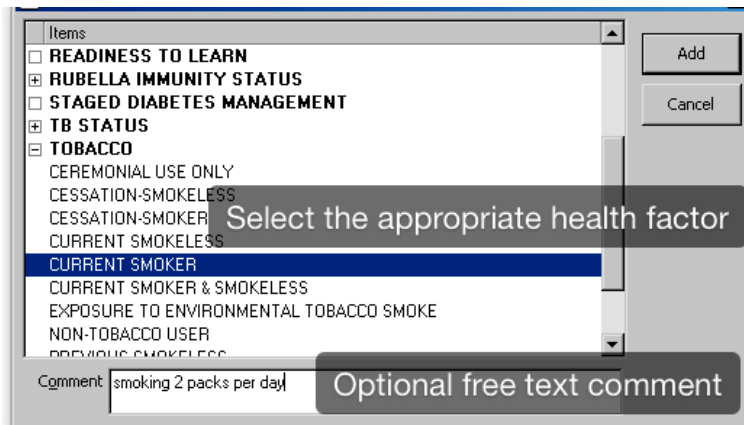 Items
READINESS TO LEARN
RUBELLA IMMUNITY STATUS
STAGED DIABETES MANAGEMENT
TB STATUS
TOBACCO
CEREMONIAL USE ONLY
CESSATION-SMOKELESS
CESSATION-SMOKER
CURRENT SMOKELESS
CURRENT SMOKER
CURRENT SMOKER & SMOKELESS
EXPOSURE TO ENVIRONMENTAL TOBACCO SMOKE
NON-TOBACCO USER
PREVIOUS SMOKELESS
Add
Cancel
Select the appropriate health factor
Comment smoking 2 packs per day
Optional free text comment